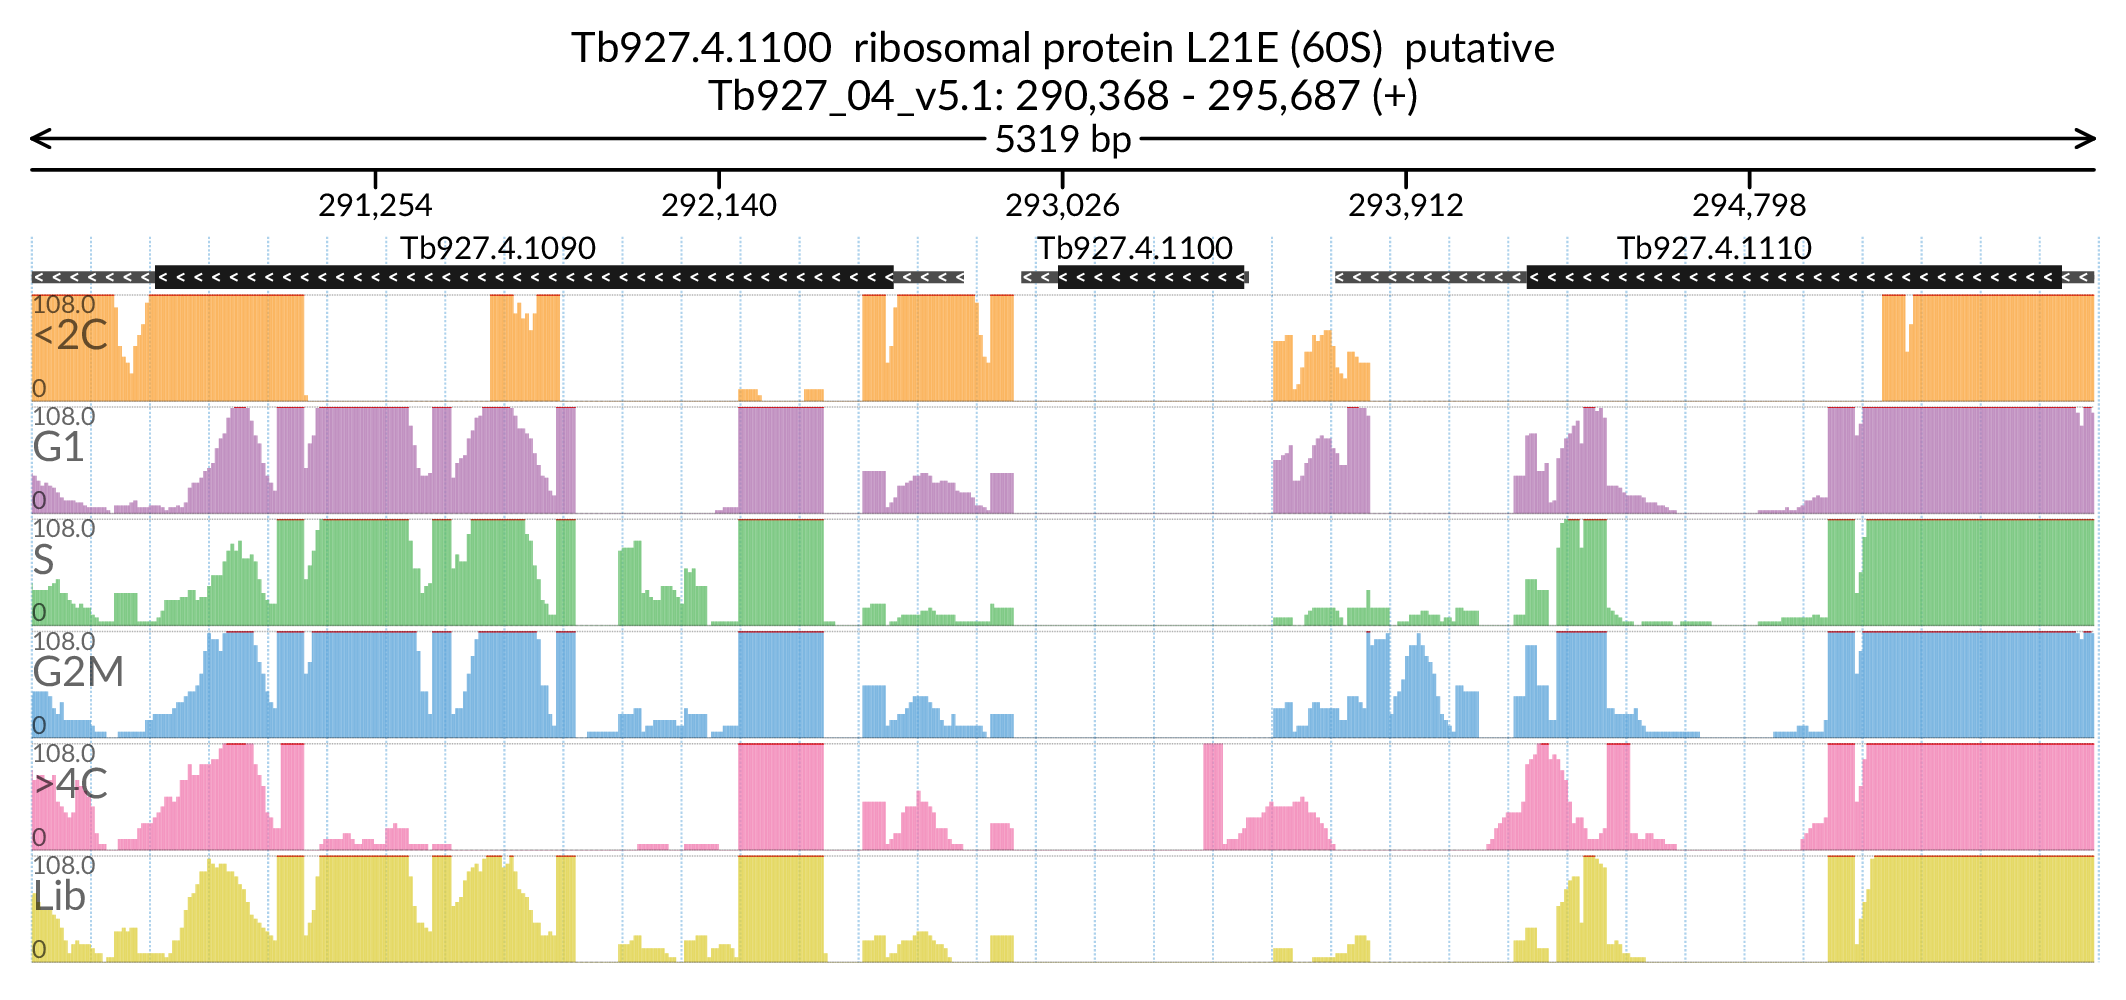 Tb927.4.1100  ribosomal protein L21E (60S)  putative
Tb927_04_v5.1: 290,368 - 295,687 (+)
5319 bp
291,254 292,140 293,026 293,912 294,798
Tb927.4.1090 Tb927.4.1100 Tb927.4.1110
108.0
<2C
0
108.0
G1
0
108.0
S
0
108.0
G2M
0
108.0
>4C
0
108.0
Lib
0